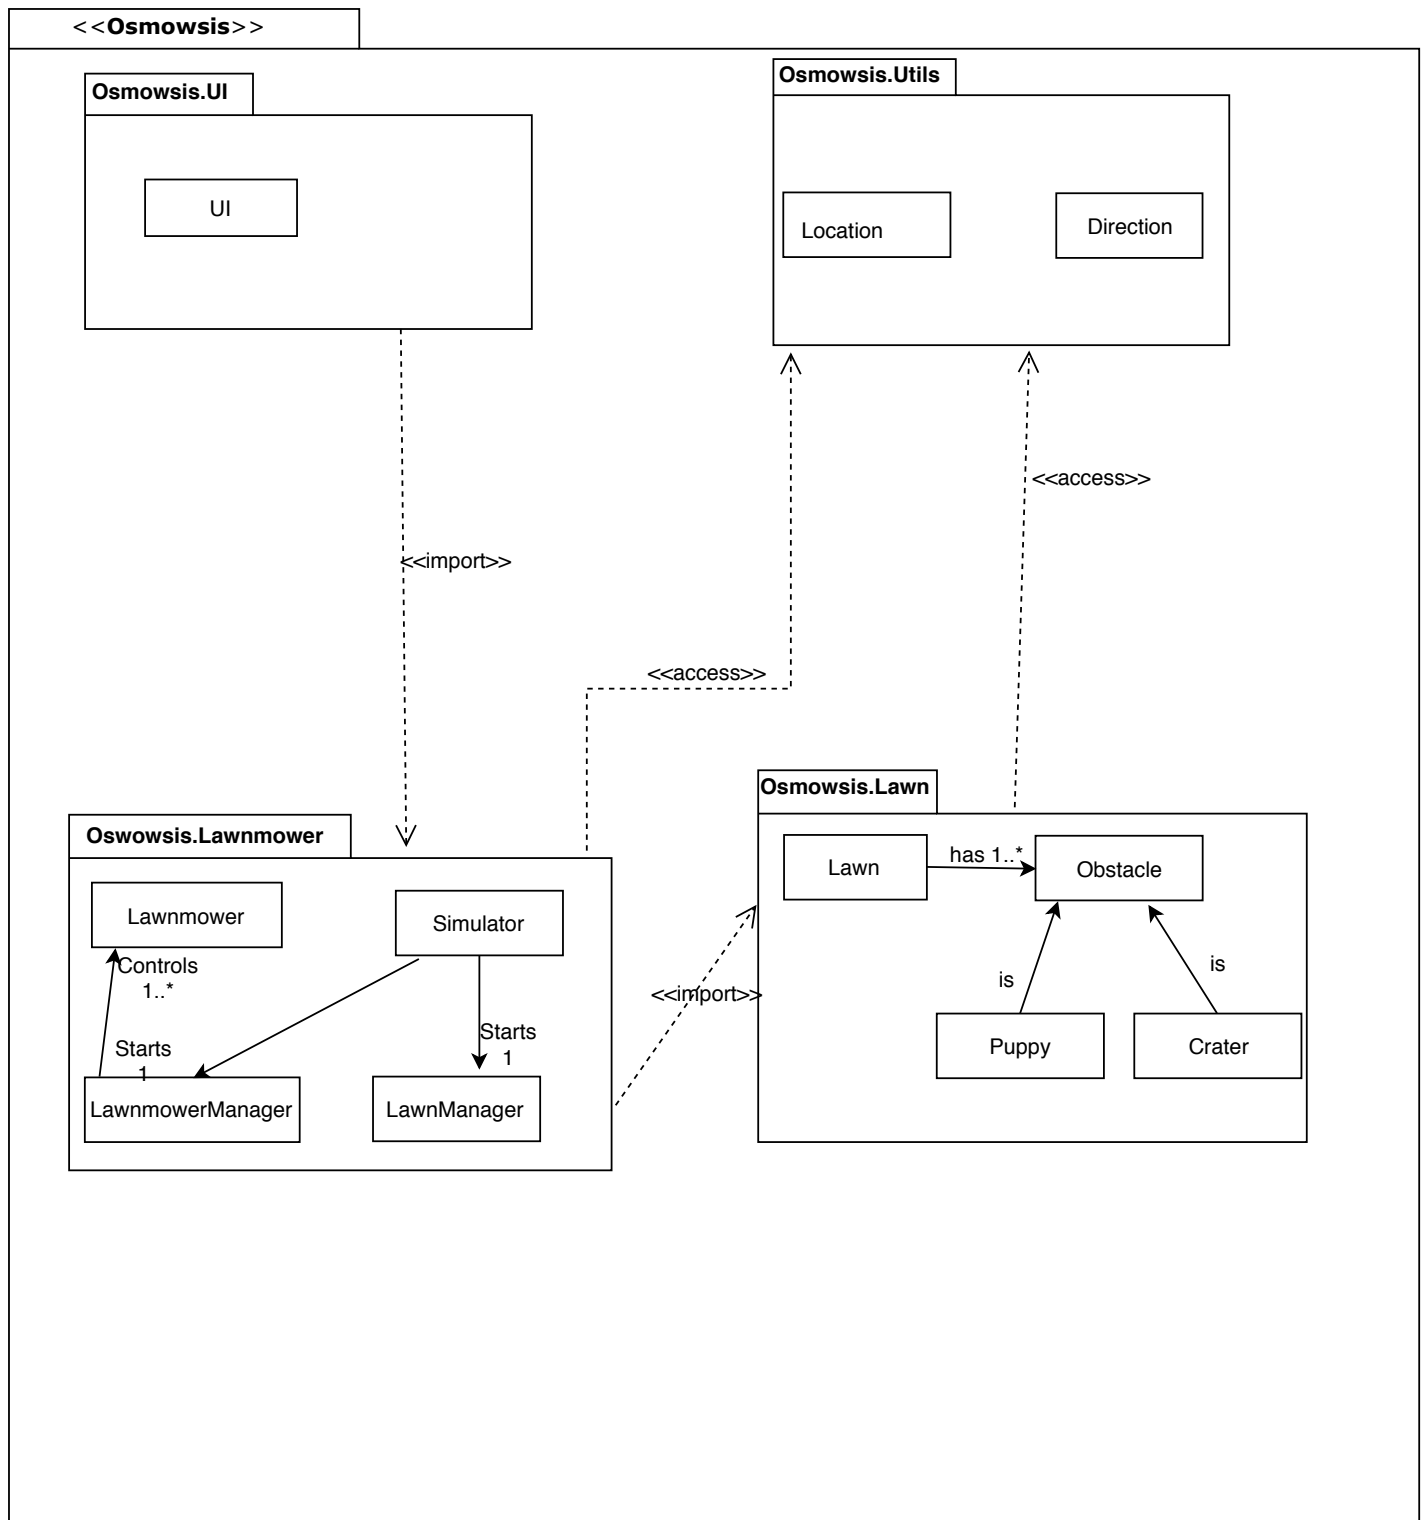 <<Osmowsis>>
Osmowsis.UI
Osmowsis.Utils
UI
Location
Direction
<<access>>
<<import>>
<<access>>
Osmowsis.Lawn
Oswowsis.Lawnmower
Lawn
has 1..*
Obstacle
Lawnmower
Simulator
Controls
1..*
is
is
<<import>>
Starts
1
Starts
1
Puppy
Crater
LawnmowerManager
LawnManager